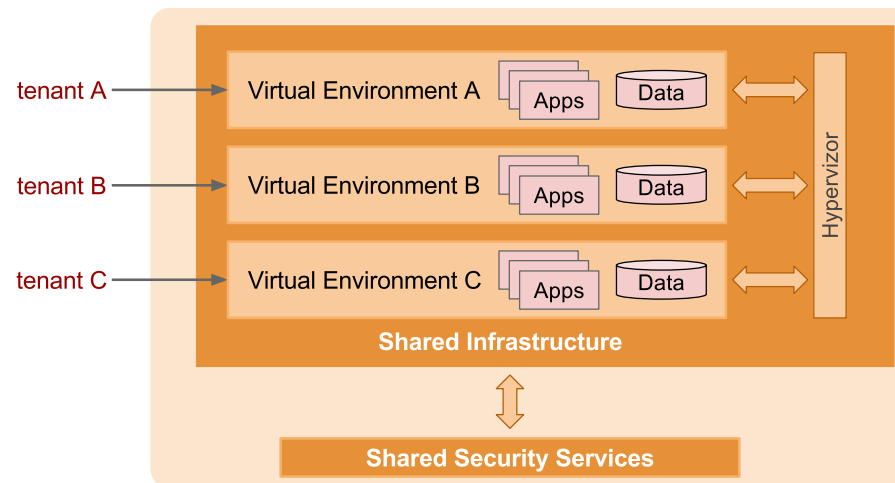 tenant A
Virtual Environment A
Apps
Data
tenant B
Virtual Environment B
Apps
Data
tenant C
Virtual Environment C
Apps
Data
Hypervizor
Shared Infrastructure
Shared Security Services